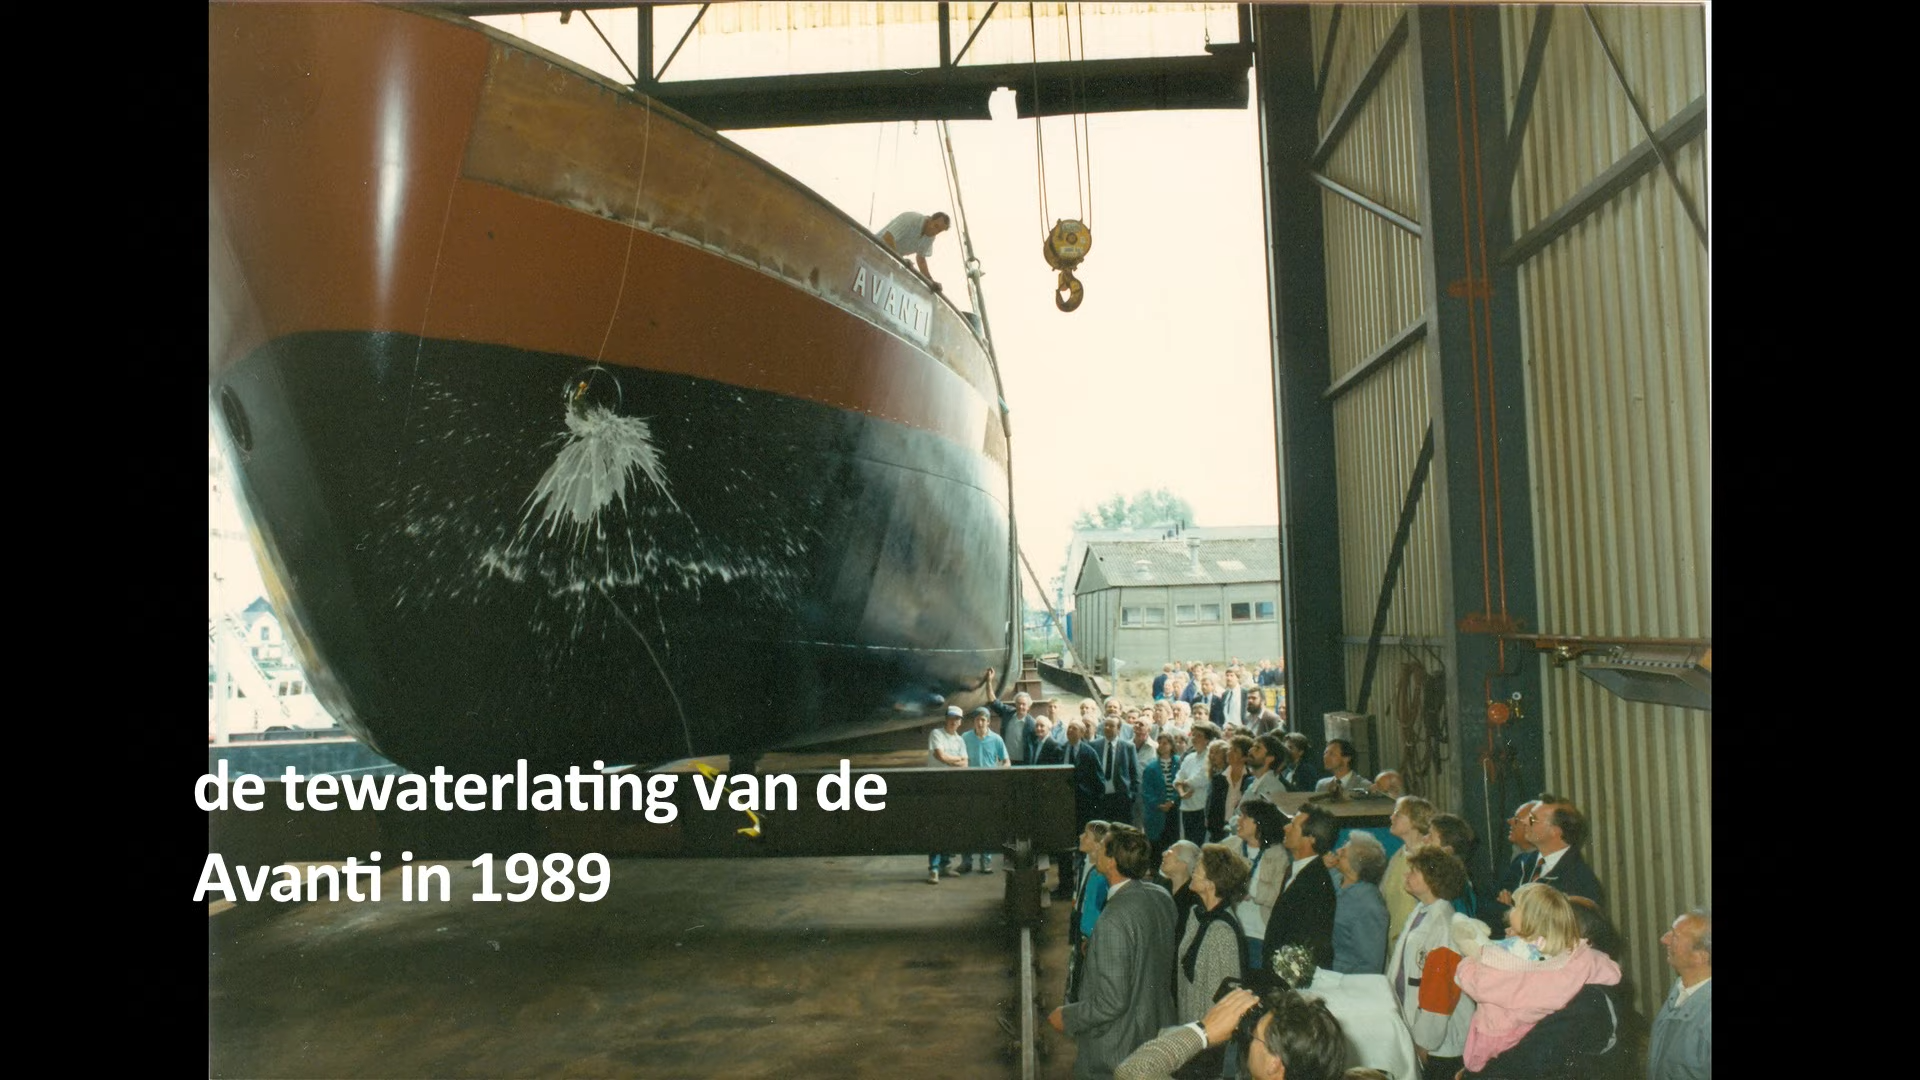 AVANTI
de tewaterlating van de
Avanti in 1989